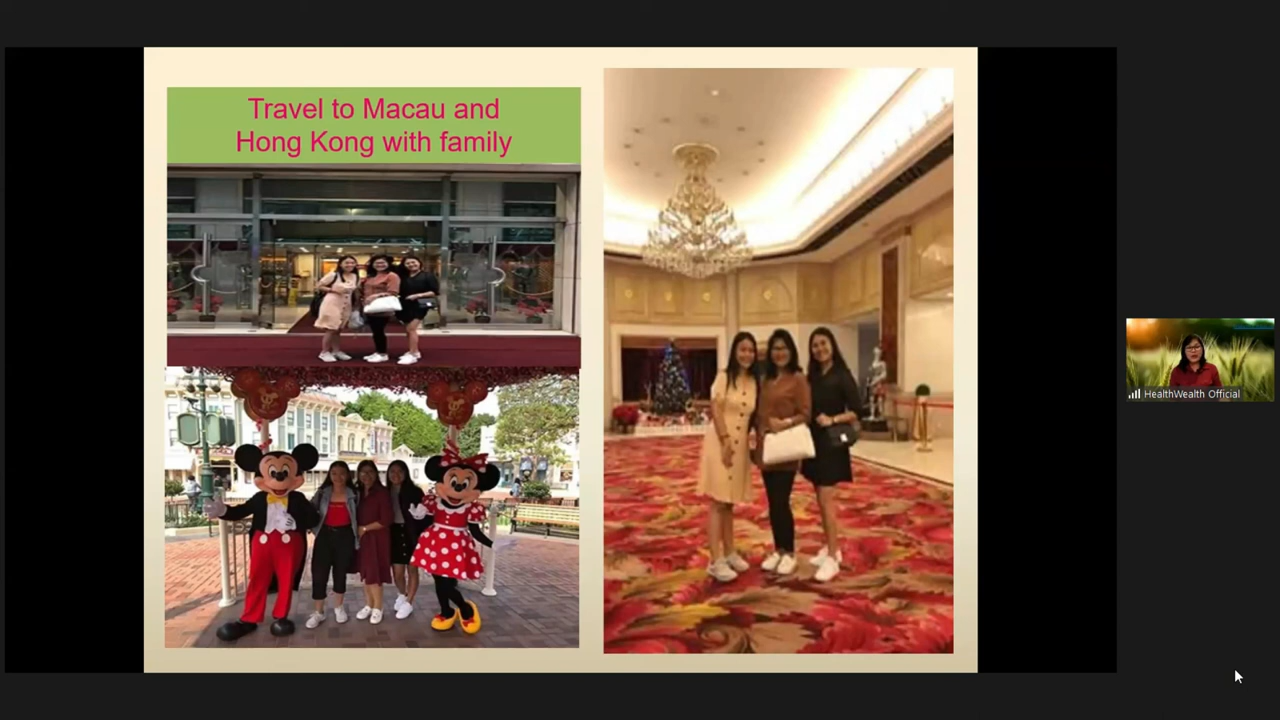 Travel to Macau and
Hong Kong with family
HealthWealth Official